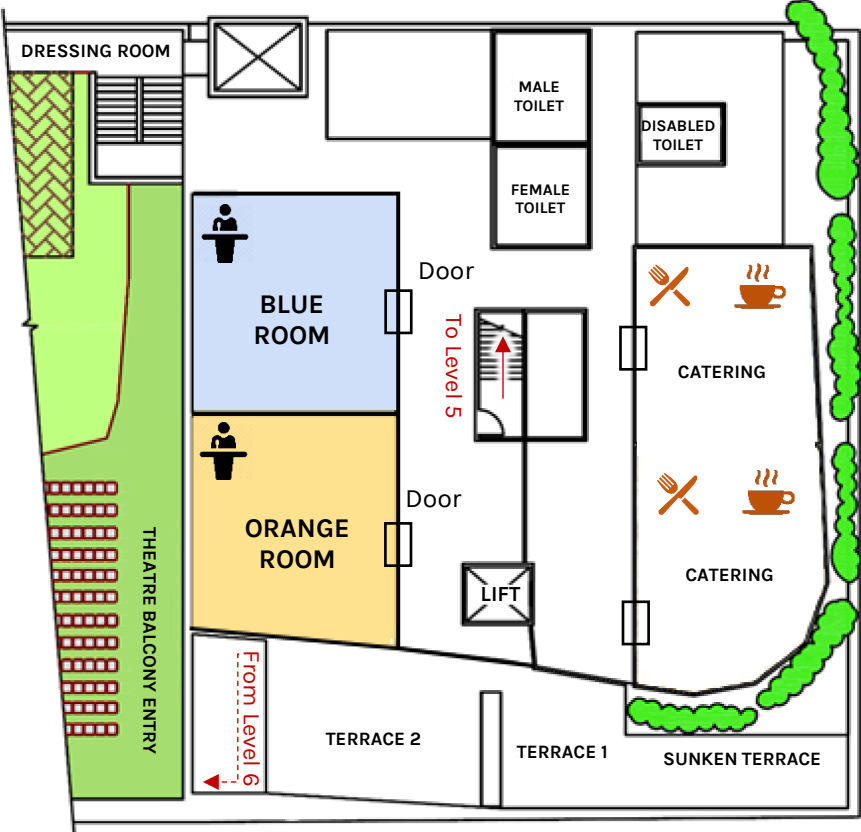 DRESSING ROOM
MALE
TOILET
DISABLED
TOILET
FEMALE
TOILET
Door
BLUE
ROOM
To Level 5
CATERING
Door
ORANGE
ROOM
THEATRE BALCONY ENTRY
LIFT
CATERING
From Level 6
TERRACE 2
TERRACE 1
SUNKEN TERRACE